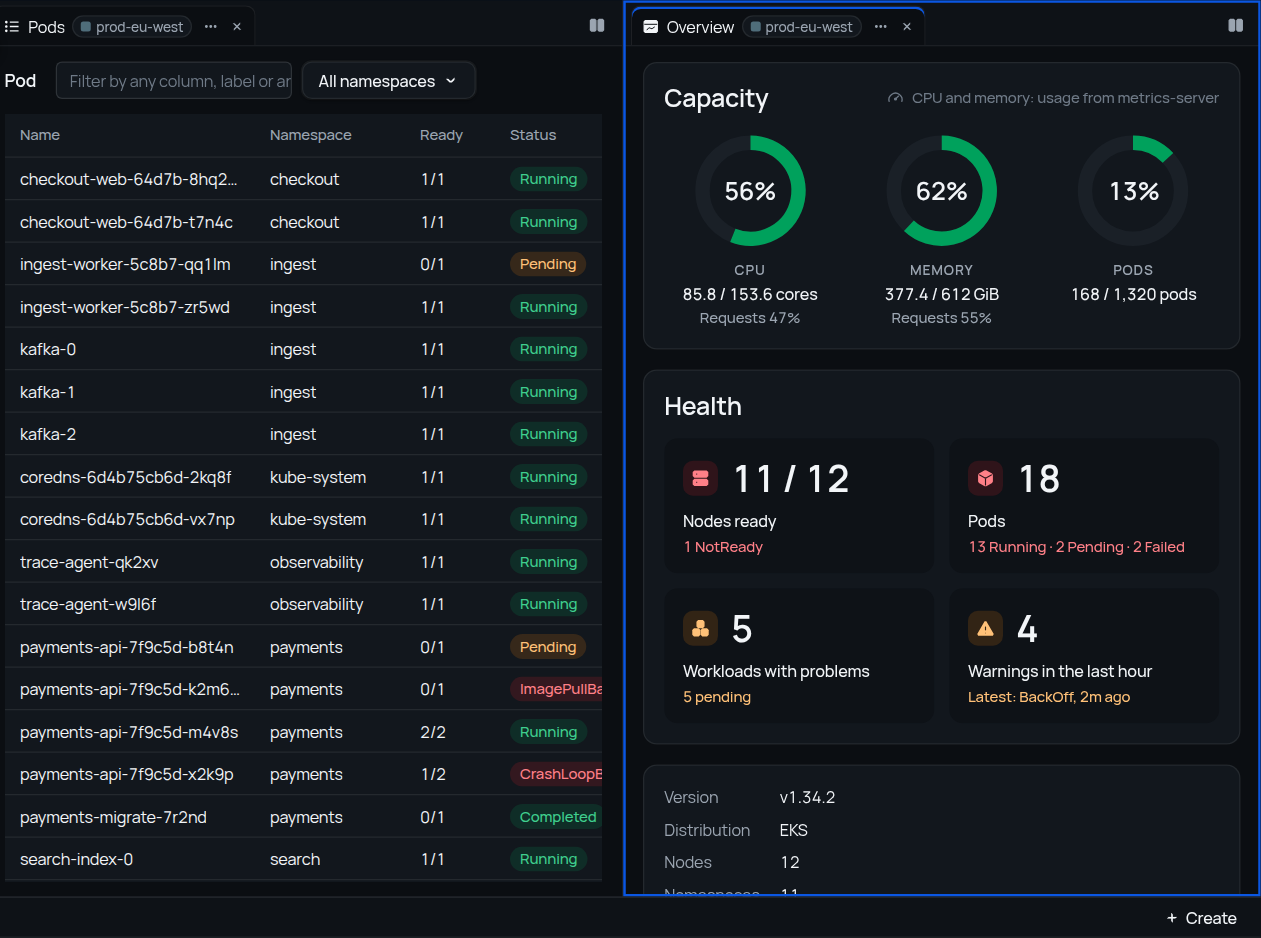 Pods prod-eu-west
Pod Filter by any column, label or ar All namespaces
Name Namespace Ready Status
checkout-web-64d7b-8hq2… checkout 1/1 Running
checkout-web-64d7b-t7n4c checkout 1/1 Running
ingest-worker-5c8b7-qq1lm ingest 0/1 Pending
ingest-worker-5c8b7-zr5wd ingest 1/1 Running
kafka-0 ingest 1/1 Running
kafka-1 ingest 1/1 Running
kafka-2 ingest 1/1 Running
coredns-6d4b75cb6d-2kq8f kube-system 1/1 Running
coredns-6d4b75cb6d-vx7np kube-system 1/1 Running
trace-agent-qk2xv observability 1/1 Running
trace-agent-w9l6f observability 1/1 Running
payments-api-7f9c5d-b8t4n payments 0/1 Pending
payments-api-7f9c5d-k2m6… payments 0/1 ImagePullBa
payments-api-7f9c5d-m4v8s payments 2/2 Running
payments-api-7f9c5d-x2k9p payments 1/2 CrashLoopB
payments-migrate-7r2nd payments 0/1 Completed
search-index-0 search 1/1 Running
Overview prod-eu-west
Capacity CPU and memory: usage from metrics-server
56% 62% 13%
CPU MEMORY PODS
85.8 / 153.6 cores 377.4 / 612 GiB 168 / 1,320 pods
Requests 47% Requests 55%
Health
11 / 12 18
Nodes ready Pods
1 NotReady 13 Running · 2 Pending · 2 Failed
5 4
Workloads with problems Warnings in the last hour
5 pending Latest: BackOff, 2m ago
Version v1.34.2
Distribution EKS
Nodes 12
Namespaces 11
+ Create